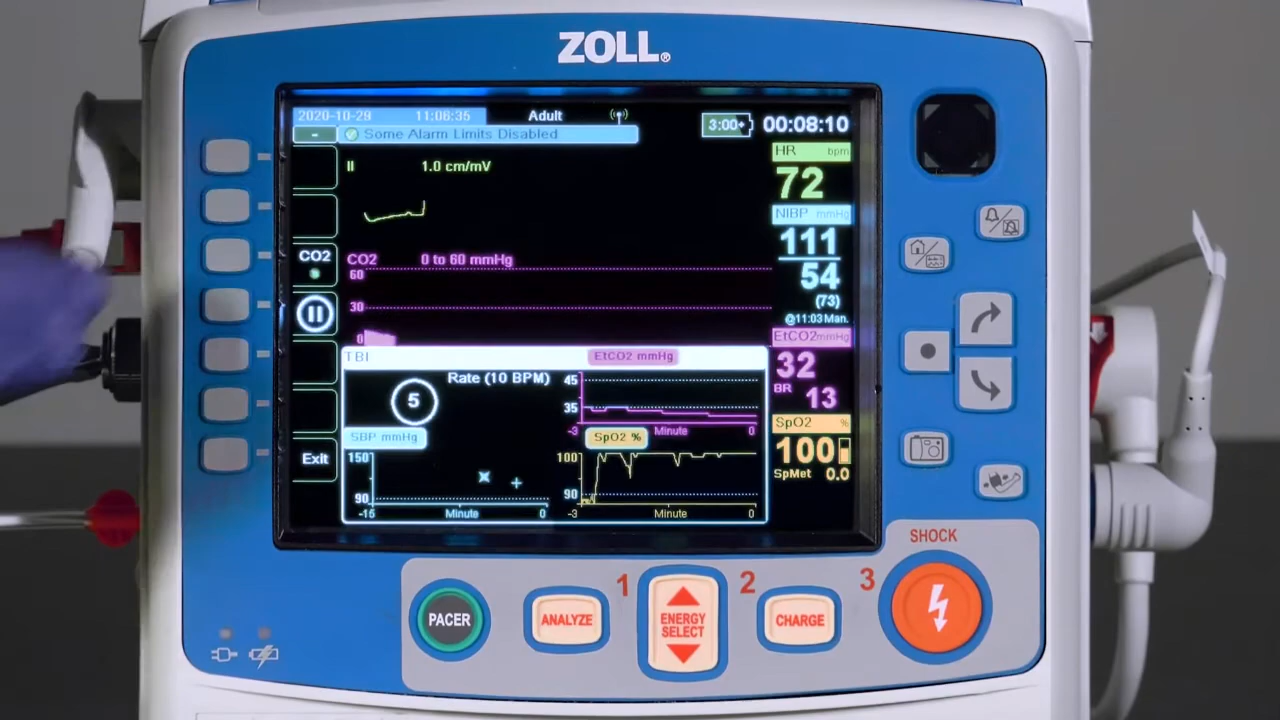 ZOLL®
2020-10-29 11:06:35 Adult 3:00+ 00:08:10
- Some Alarm Limits Disabled
II 1.0 cm/mV
HR bpm
72
NIBP mmHg
111
54
(73)
@11:03 Man.
CO2
CO2 0 to 60 mmHg
60
30
0
EtCO2 mmHg
32
BR 13
SpO2 %
100
SpMet 0.0
TBI
Rate (10 BPM)
5
EtCO2 mmHg
45
35
-3 Minute 0
SBP mmHg
150
90
-15 Minute 0
SpO2 %
100
90
-3 Minute 0
Exit
SHOCK
PACER
ANALYZE
1
ENERGY
SELECT
2
CHARGE
3